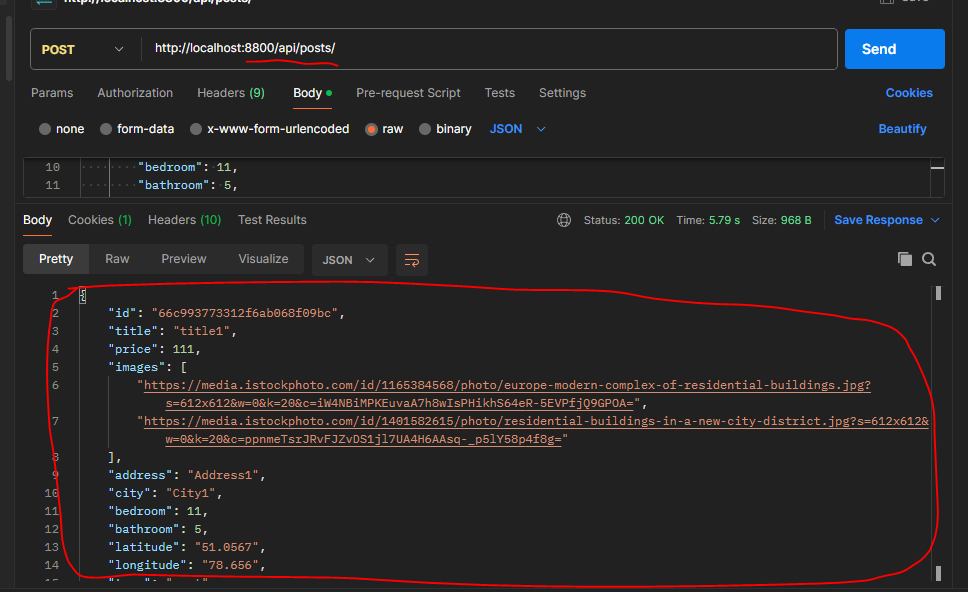 http://localhost:8800/api/posts/
POST http://localhost:8800/api/posts/ Send
Params Authorization Headers (9) Body Pre-request Script Tests Settings Cookies
none form-data x-www-form-urlencoded raw binary JSON Beautify
10 "bedroom": 11,
11 "bathroom": 5,
Body Cookies (1) Headers (10) Test Results Status: 200 OK Time: 5.79 s Size: 968 B Save Response
Pretty Raw Preview Visualize JSON
1 {
2 "id": "66c993773312f6ab068f09bc",
3 "title": "title1",
4 "price": 111,
5 "images": [
6 "https://media.istockphoto.com/id/1165384568/photo/europe-modern-complex-of-residential-buildings.jpg?
s=612x612&w=0&k=20&c=iW4NBiMPKEuvaA7h8wIsPHikhS64eR-5EVPfjQ9GPOA=",
7 "https://media.istockphoto.com/id/1401582615/photo/residential-buildings-in-a-new-city-district.jpg?s=612x612&
w=0&k=20&c=ppnmeTsrJRvFJZvDS1jl7UA4H6AAsq-_p5lY58p4f8g="
8 ],
9 "address": "Address1",
10 "city": "City1",
11 "bedroom": 11,
12 "bathroom": 5,
13 "latitude": "51.0567",
14 "longitude": "78.656",